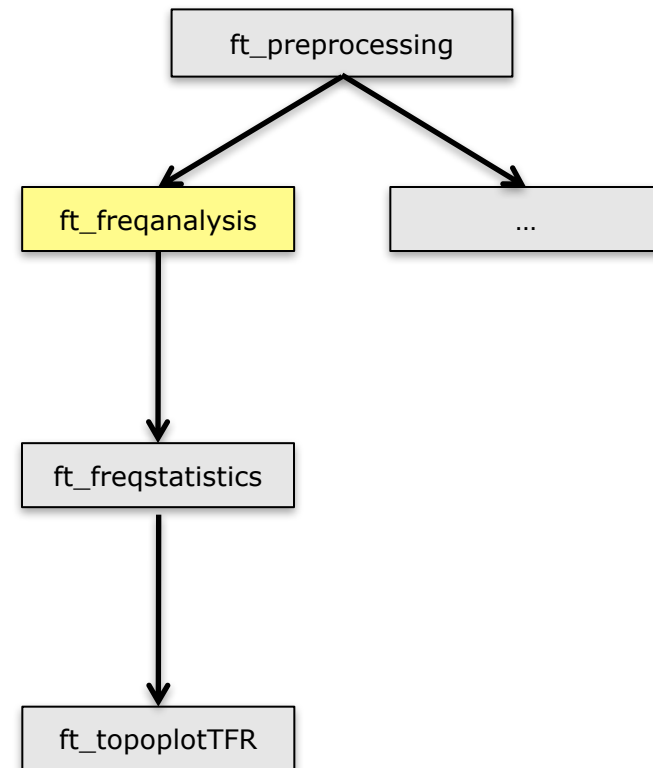 ft_preprocessing
ft_freqanalysis
…
ft_freqstatistics
ft_topoplotTFR